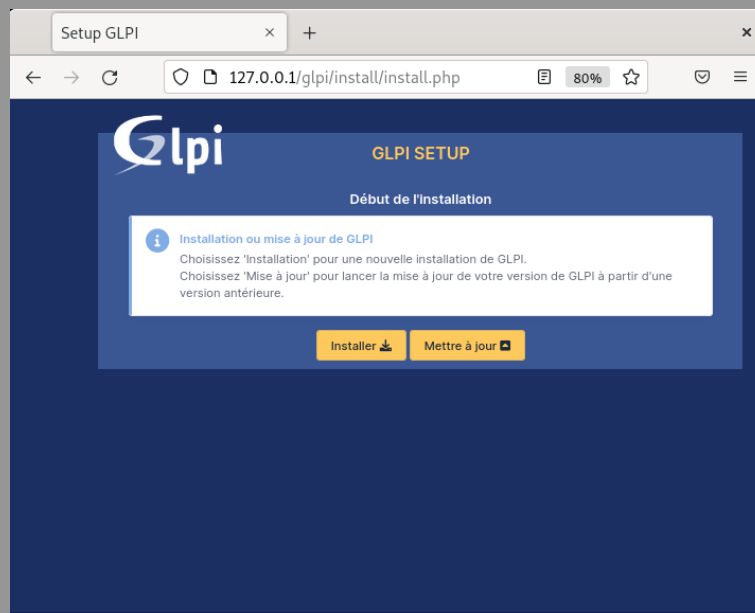 Setup GLPI
127.0.0.1/glpi/install/install.php
80%
Glpi
GLPI SETUP
Début de l'installation
Installation ou mise à jour de GLPI
Choisissez 'Installation' pour une nouvelle installation de GLPI.
Choisissez 'Mise à jour' pour lancer la mise à jour de votre version de GLPI à partir d'une
version antérieure.
Installer
Mettre à jour